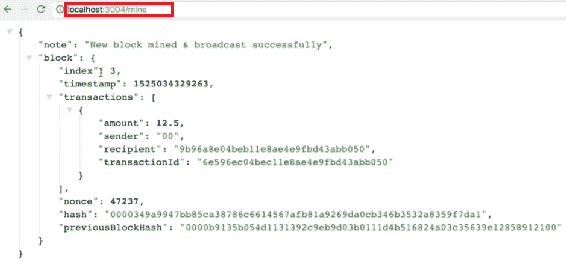 localhost:3004/mine
{
"note": "New block mined & broadcast successfully",
"block": {
"index": 3,
"timestamp": 1525034329263,
"transactions": [
{
"amount": 12.5,
"sender": "00",
"recipient": "9b96a8e04beb11e8ae4e9fbd43abb050",
"transactionId": "6e596ec04bec11e8ae4e9fbd43abb050"
}
],
"nonce": 47237,
"hash": "0000349a9947bb85ca38786c6614567afb81a9269da0cb346b3532a8359f7da1",
"previousBlockHash": "0000b9135b054d1131392c9eb9d03b0111d4b516824a03c35639e12858912100"
}
}